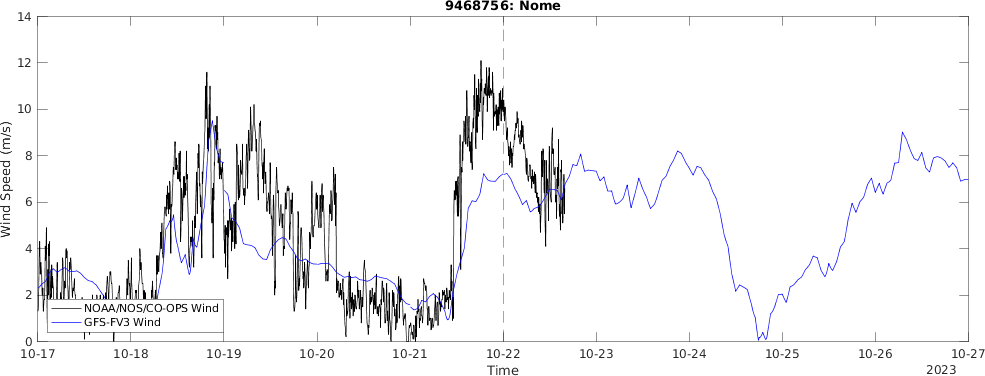 9468756: Nome
14
12
10
8
6
4
2
0
Wind Speed (m/s)
NOAA/NOS/CO-OPS Wind
GFS-FV3 Wind
10-17 10-18 10-19 10-20 10-21 10-22 10-23 10-24 10-25 10-26 10-27
Time
2023